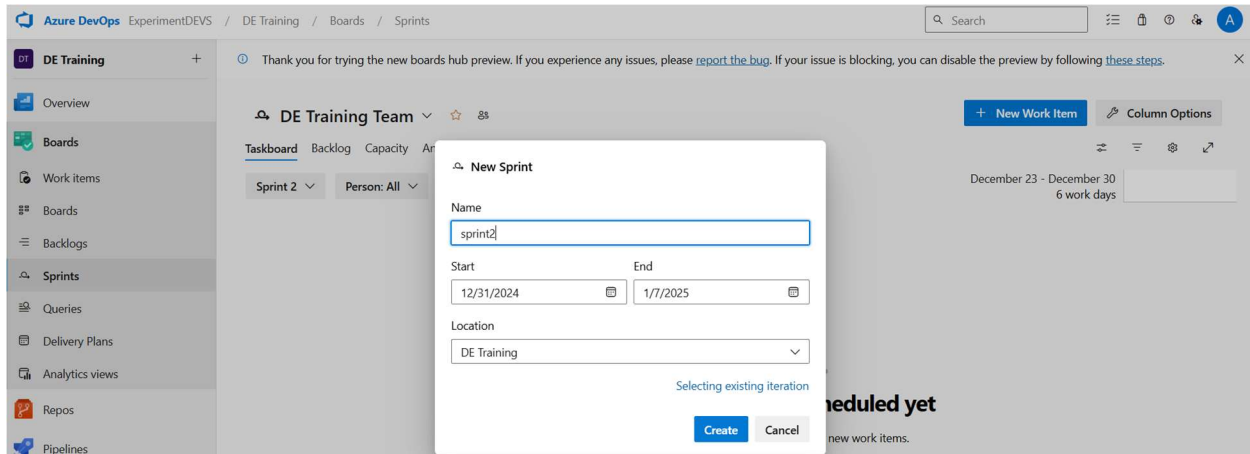 Azure DevOps ExperimentDEVS / DE Training / Boards / Sprints
Search
A
DT DE Training
Thank you for trying the new boards hub preview. If you experience any issues, please report the bug. If your issue is blocking, you can disable the preview by following these steps.
Overview
DE Training Team
+ New Work Item
Column Options
Boards
Taskboard Backlog Capacity An
Work items
Sprint 2
Person: All
December 23 - December 30
6 work days
Boards
Backlogs
Sprints
Queries
Delivery Plans
Analytics views
Repos
Pipelines
New Sprint
Name
sprint2
Start End
12/31/2024 1/7/2025
Location
DE Training
Selecting existing iteration
Create Cancel
heduled yet
new work items.